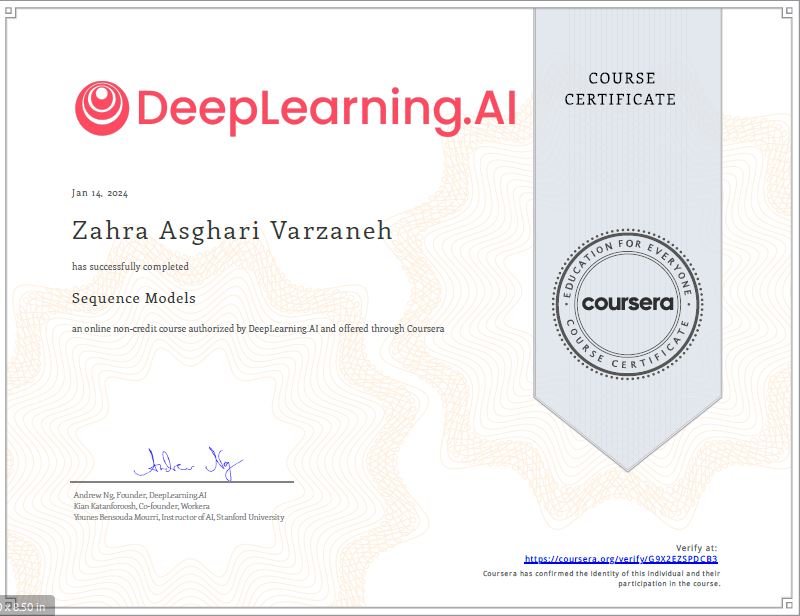 COURSE
CERTIFICATE
DeepLearning.AI
Jan 14, 2024
Zahra Asghari Varzaneh
has successfully completed
Sequence Models
an online non-credit course authorized by DeepLearning.AI and offered through Coursera
EDUCATION FOR EVERYONE
coursera
COURSE CERTIFICATE
Andrew Ng
Andrew Ng, Founder, DeepLearning.AI
Kian Katanforoosh, Co-founder, Workera
Younes Bensouda Mourri, Instructor of AI, Stanford University
Verify at:
https://coursera.org/verify/G9X2EZSPDCB3
Coursera has confirmed the identity of this individual and their
participation in the course.
x 8.50 in